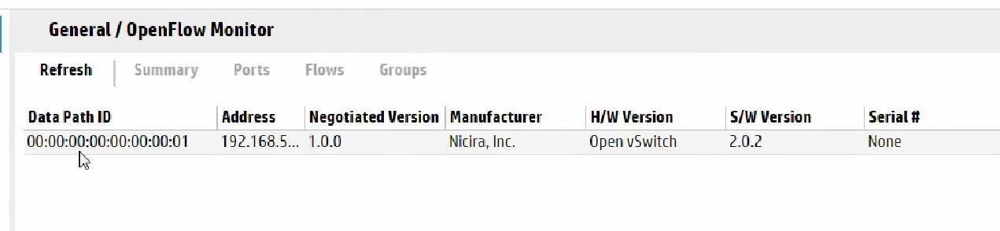 General / OpenFlow Monitor
Refresh Summary Ports Flows Groups
Data Path ID Address Negotiated Version Manufacturer H/W Version S/W Version Serial #
00:00:00:00:00:00:00:01 192.168.5... 1.0.0 Nicira, Inc. Open vSwitch 2.0.2 None